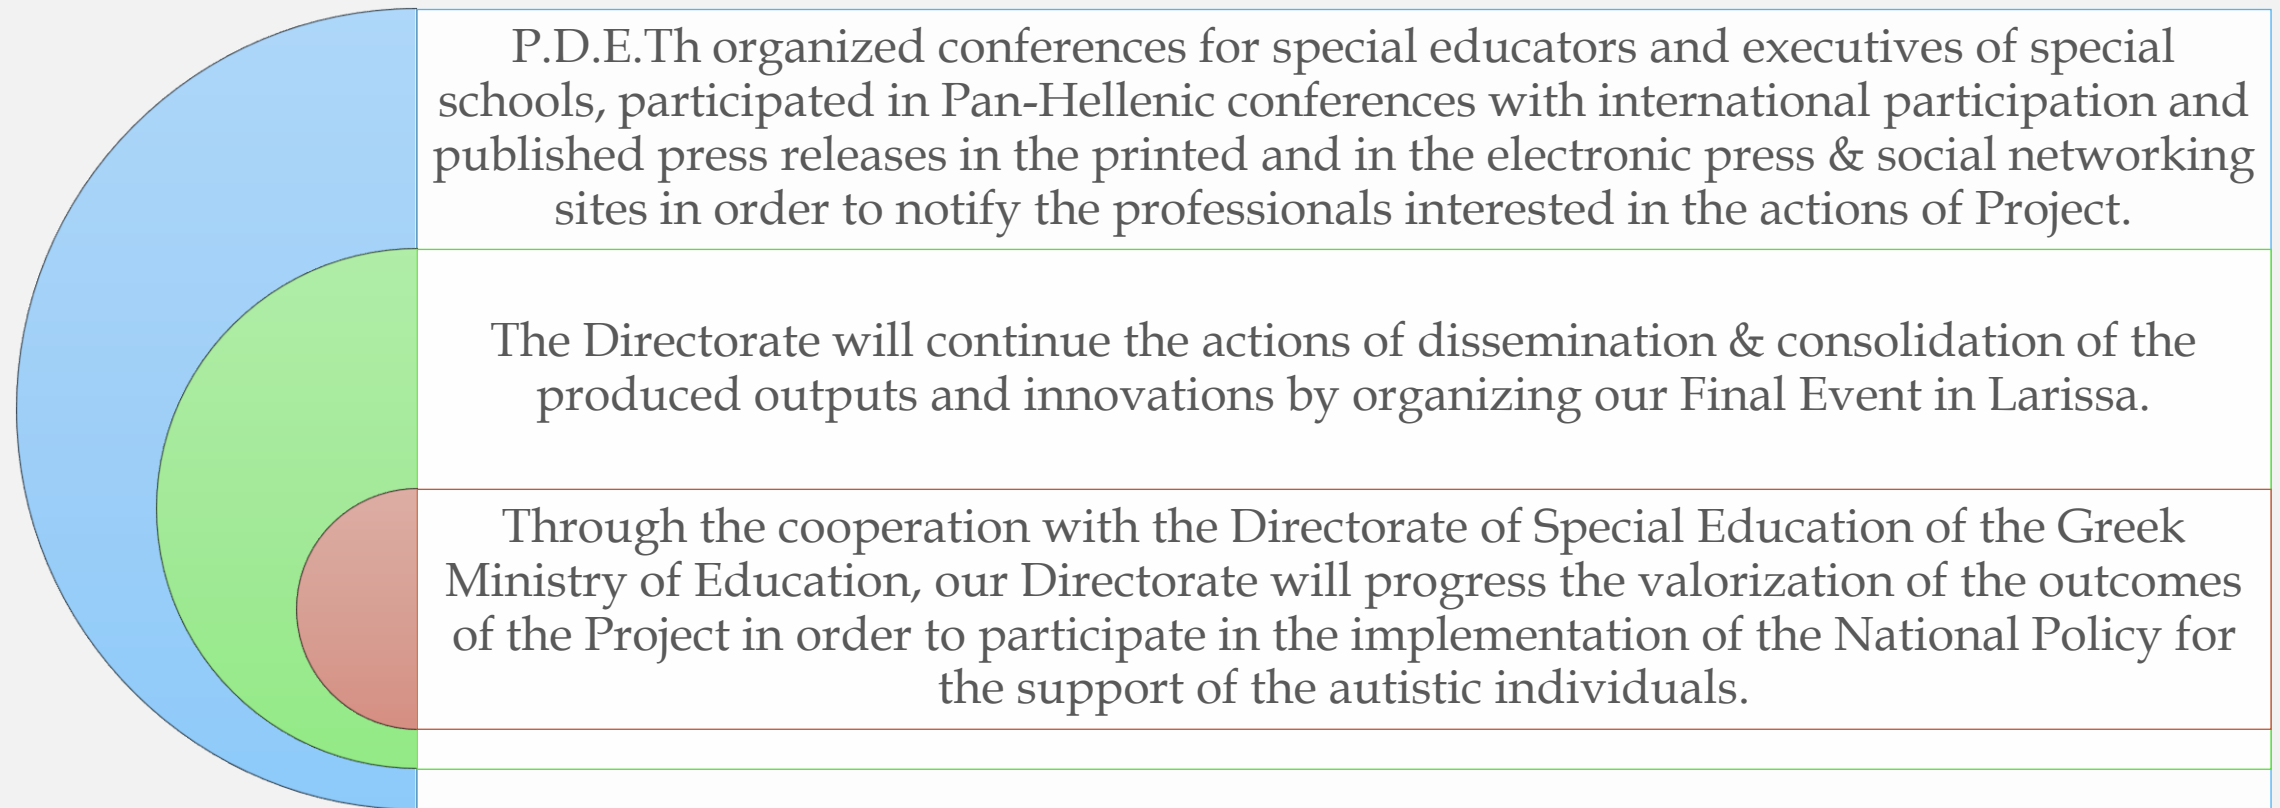 P.D.E.Th organized conferences for special educators and executives of special
schools, participated in Pan-Hellenic conferences with international participation and
published press releases in the printed and in the electronic press & social networking
sites in order to notify the professionals interested in the actions of Project.
The Directorate will continue the actions of dissemination & consolidation of the
produced outputs and innovations by organizing our Final Event in Larissa.
Through the cooperation with the Directorate of Special Education of the Greek
Ministry of Education, our Directorate will progress the valorization of the outcomes
of the Project in order to participate in the implementation of the National Policy for
the support of the autistic individuals.